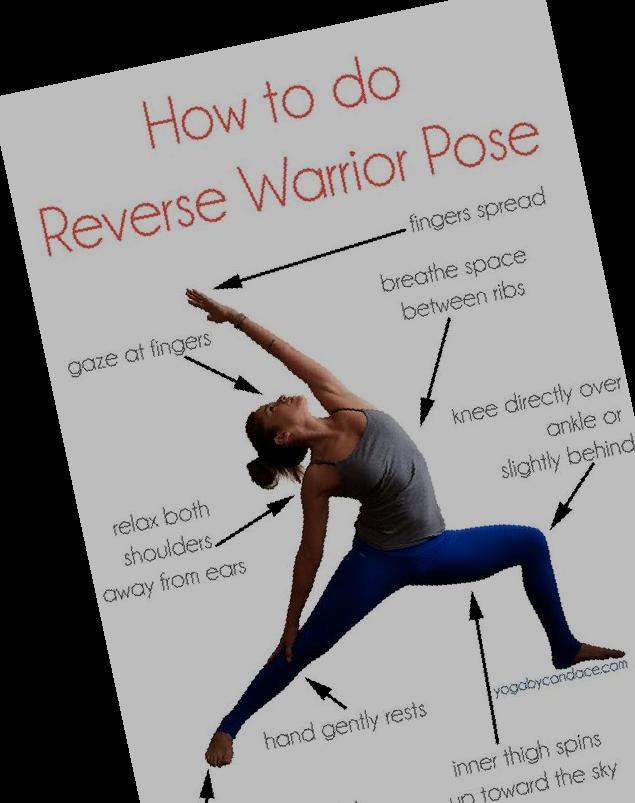 How to do
Reverse Warrior Pose
fingers spread
breathe space
between ribs
gaze at fingers
knee directly over
ankle or
slightly behind
relax both
shoulders
away from ears
yogabycandace.com
hand gently rests
inner thigh spins
up toward the sky